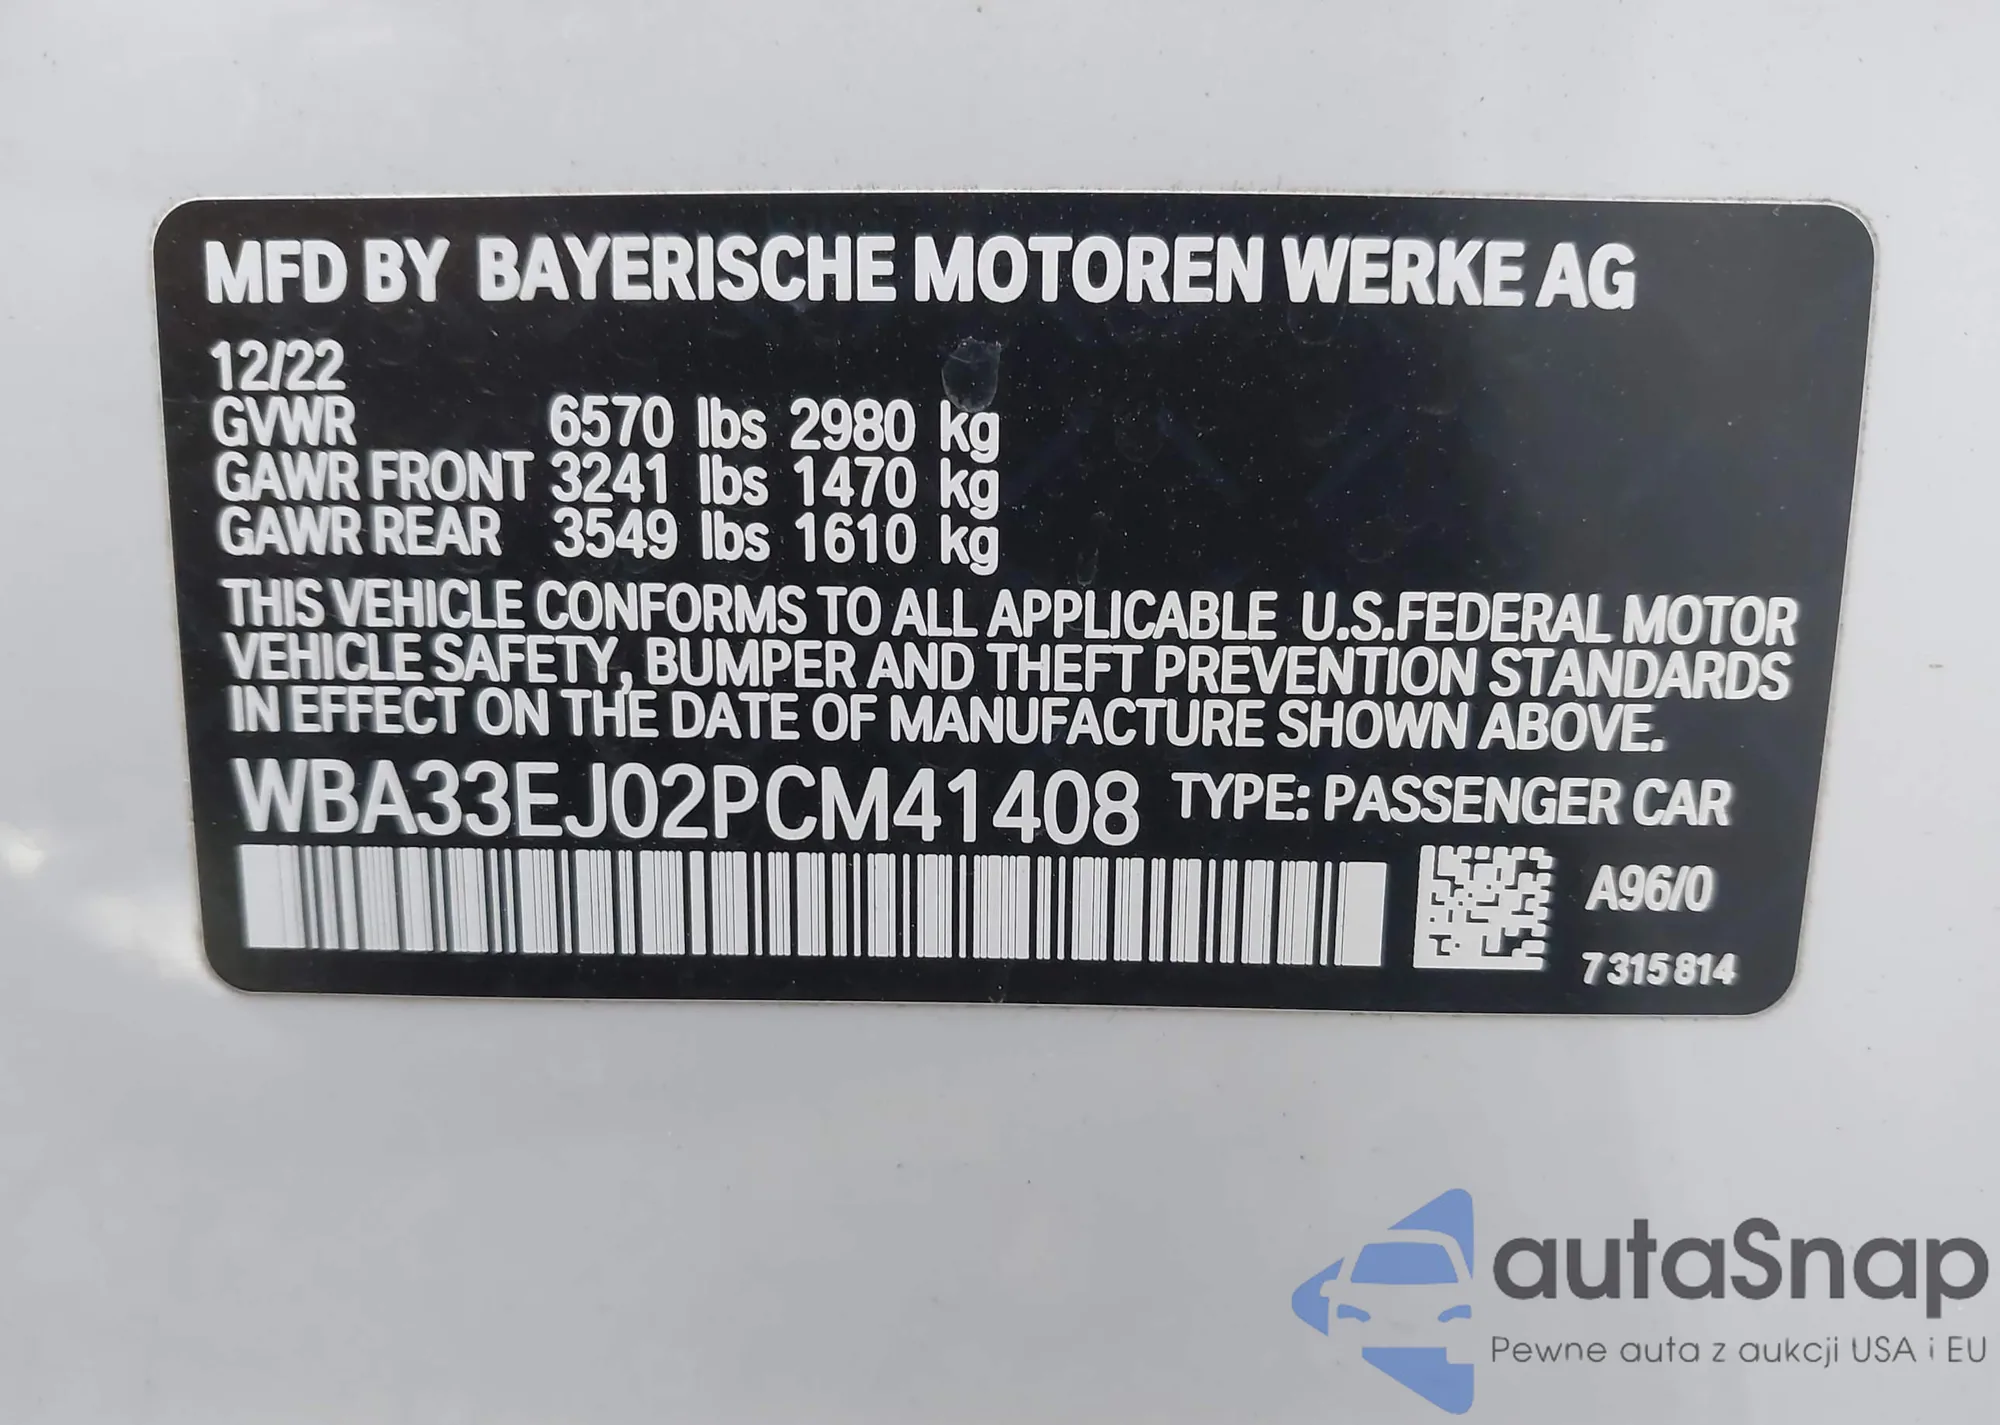 MFD BY BAYERISCHE MOTOREN WERKE AG
12/22
GVWR 6570 lbs 2980 kg
GAWR FRONT 3241 lbs 1470 kg
GAWR REAR 3549 lbs 1610 kg
THIS VEHICLE CONFORMS TO ALL APPLICABLE U.S.FEDERAL MOTOR
VEHICLE SAFETY, BUMPER AND THEFT PREVENTION STANDARDS
IN EFFECT ON THE DATE OF MANUFACTURE SHOWN ABOVE.
WBA33EJ02PCM41408 TYPE: PASSENGER CAR
A96/0
7315814
autaSnap
Pewne auta z aukcji USA i EU